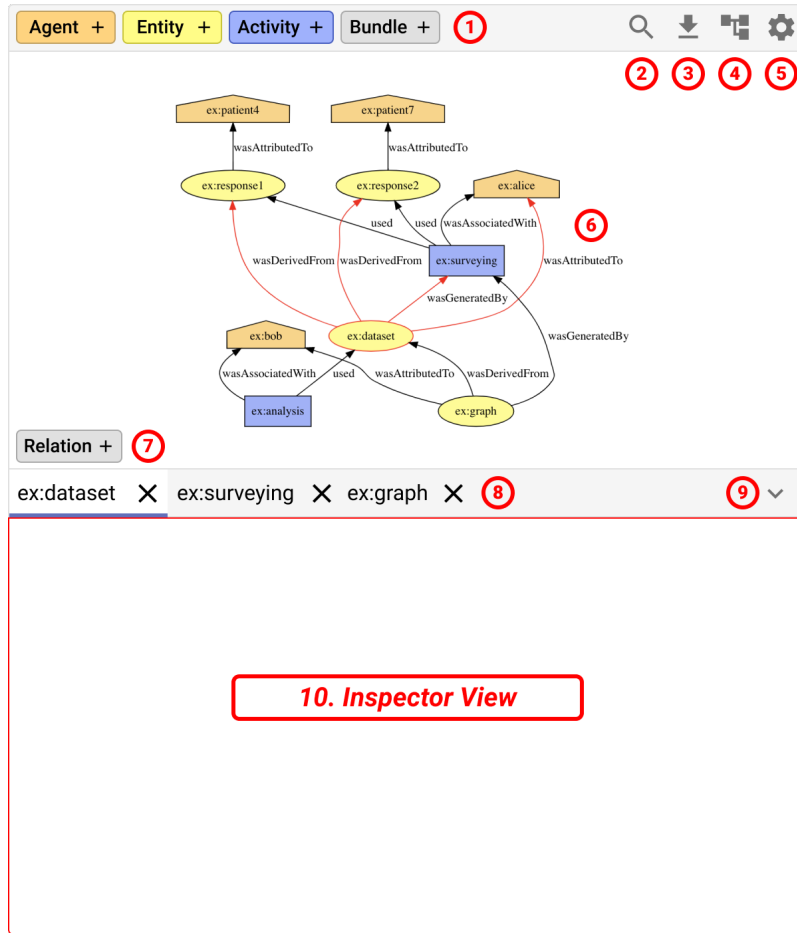 Agent + Entity + Activity + Bundle + 1
2 3 4 5
ex:patient4 ex:patient7
wasAttributedTo wasAttributedTo
ex:response1 ex:response2 ex:alice
used used wasAssociatedWith 6
wasDerivedFrom wasDerivedFrom ex:surveying wasAttributedTo
wasGeneratedBy
ex:bob ex:dataset wasGeneratedBy
wasAssociatedWith used wasAttributedTo wasDerivedFrom
ex:analysis ex:graph
Relation + 7
ex:dataset ex:surveying ex:graph 8 9
10. Inspector View